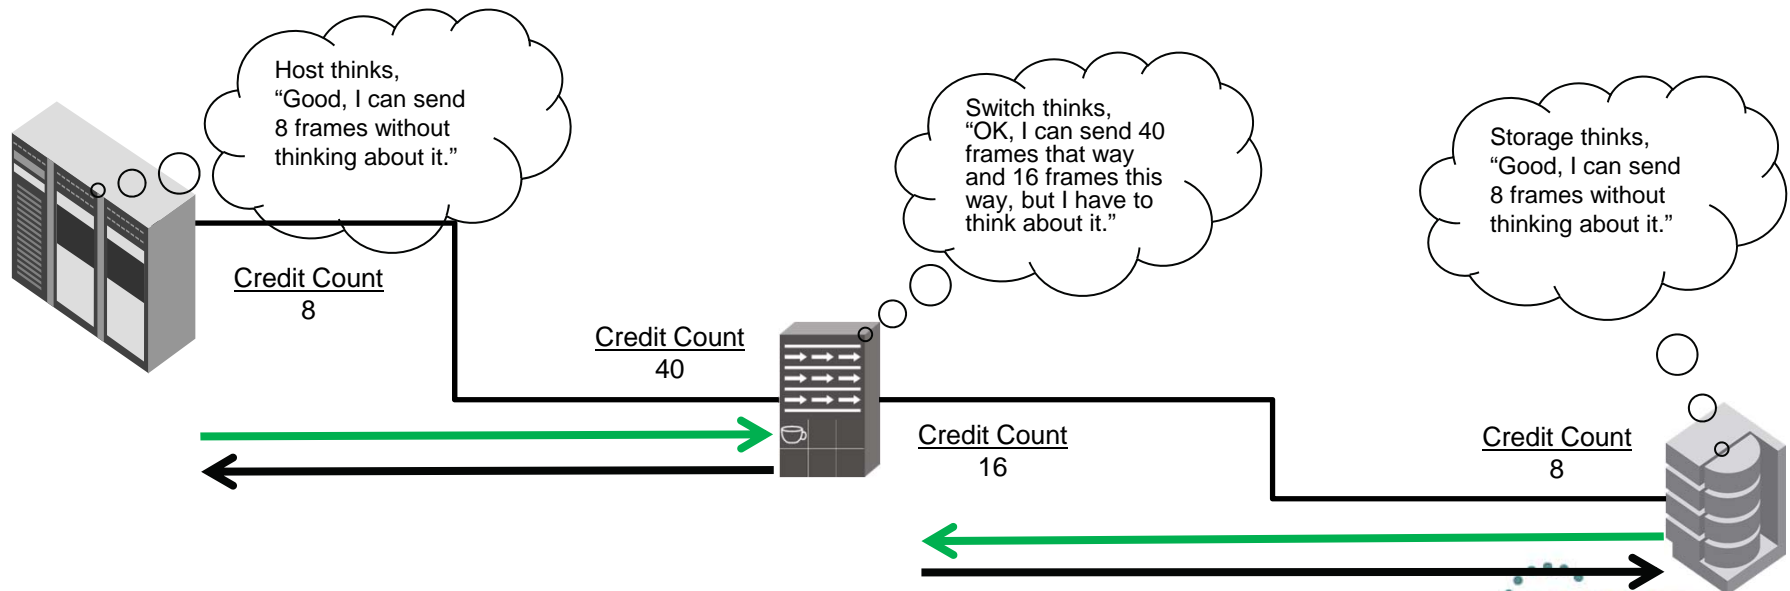 Host thinks,
“Good, I can send
8 frames without
thinking about it.”
Switch thinks,
“OK, I can send 40
frames that way
and 16 frames this
way, but I have to
think about it.”
Storage thinks,
“Good, I can send
8 frames without
thinking about it.”
Credit Count
8
Credit Count
40
Credit Count
16
Credit Count
8